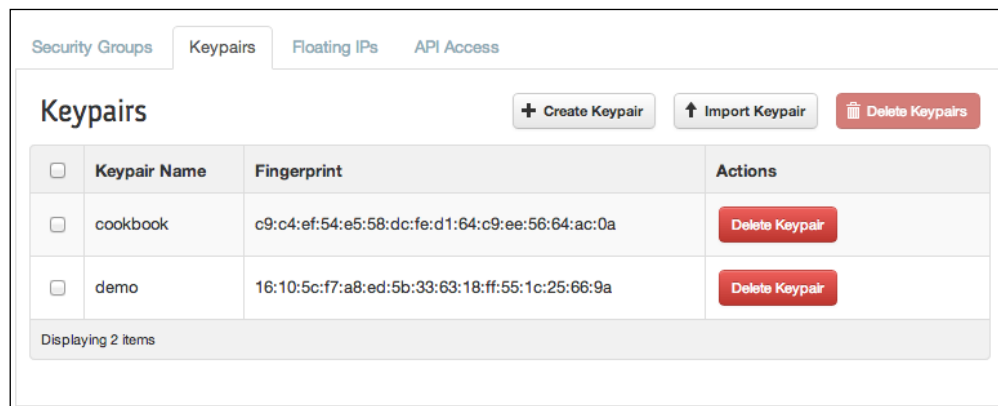 Security Groups Keypairs Floating IPs API Access
Keypairs Create Keypair Import Keypair Delete Keypairs
Keypair Name Fingerprint Actions
cookbook c9:c4:ef:54:e5:58:dc:fe:d1:64:c9:ee:56:64:ac:0a Delete Keypair
demo 16:10:5c:f7:a8:ed:5b:33:63:18:ff:55:1c:25:66:9a Delete Keypair
Displaying 2 items